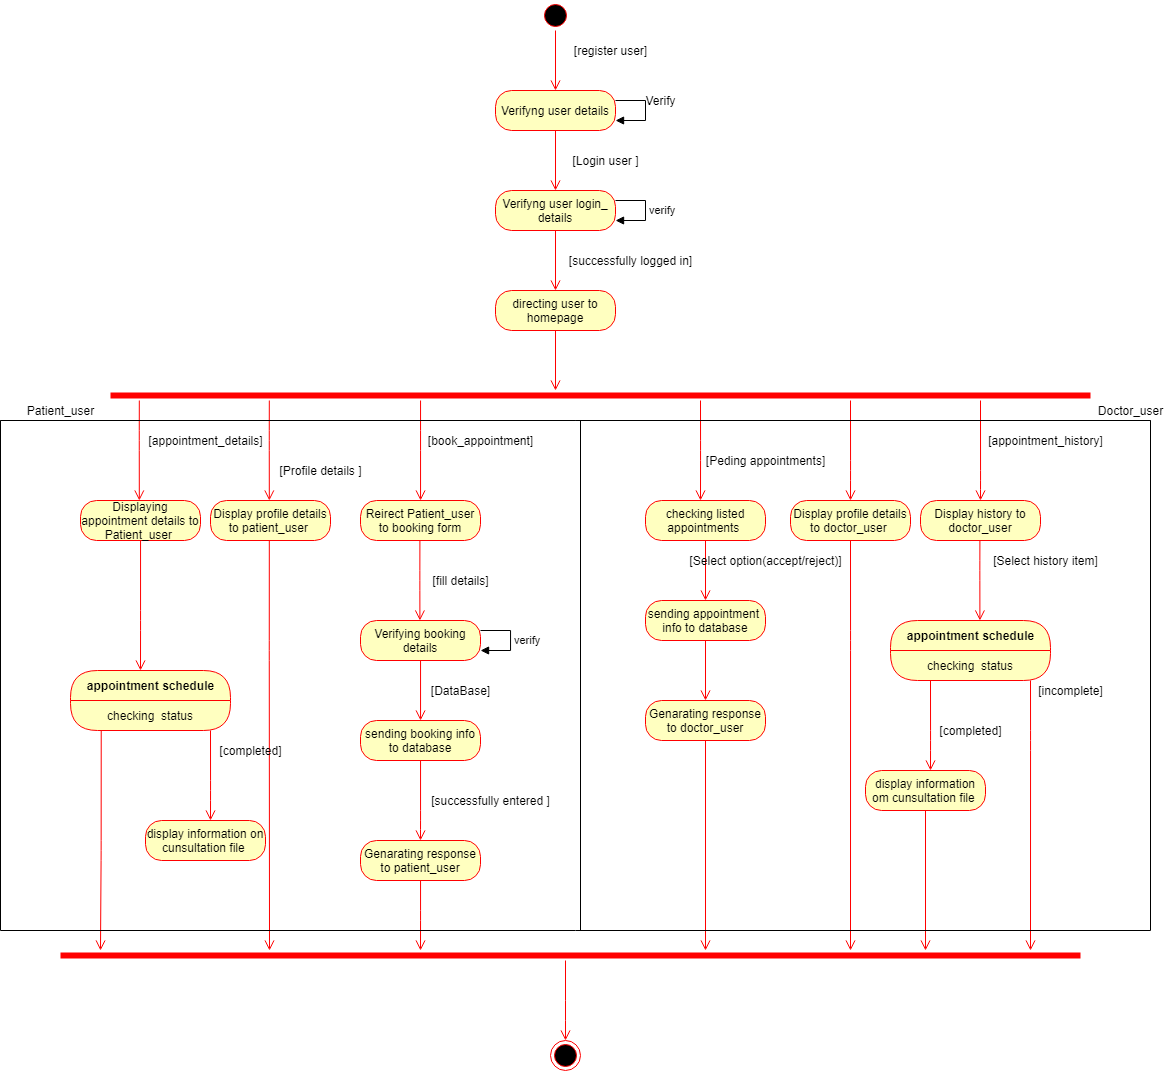 [register user]
Verifyng user details
Verify
[Login user ]
Verifyng user login_
details
verify
[successfully logged in]
directing user to
homepage
Patient_user
Doctor_user
[appointment_details]
[book_appointment]
[appointment_history]
[Profile details ]
[Peding appointments]
Displaying
appointment details to
Patient_user
Display profile details
to patient_user
Reirect Patient_user
to booking form
checking listed
appointments
Display profile details
to doctor_user
Display history to
doctor_user
[fill details]
[Select option(accept/reject)]
[Select history item]
Verifying booking
details
verify
sending appointment
info to database
appointment schedule
checking  status
appointment schedule
checking  status
[DataBase]
[incomplete]
sending booking info
to database
Genarating response
to doctor_user
[completed]
[completed]
display information
om cunsultation file
[successfully entered ]
display information on
cunsultation file
Genarating response
to patient_user